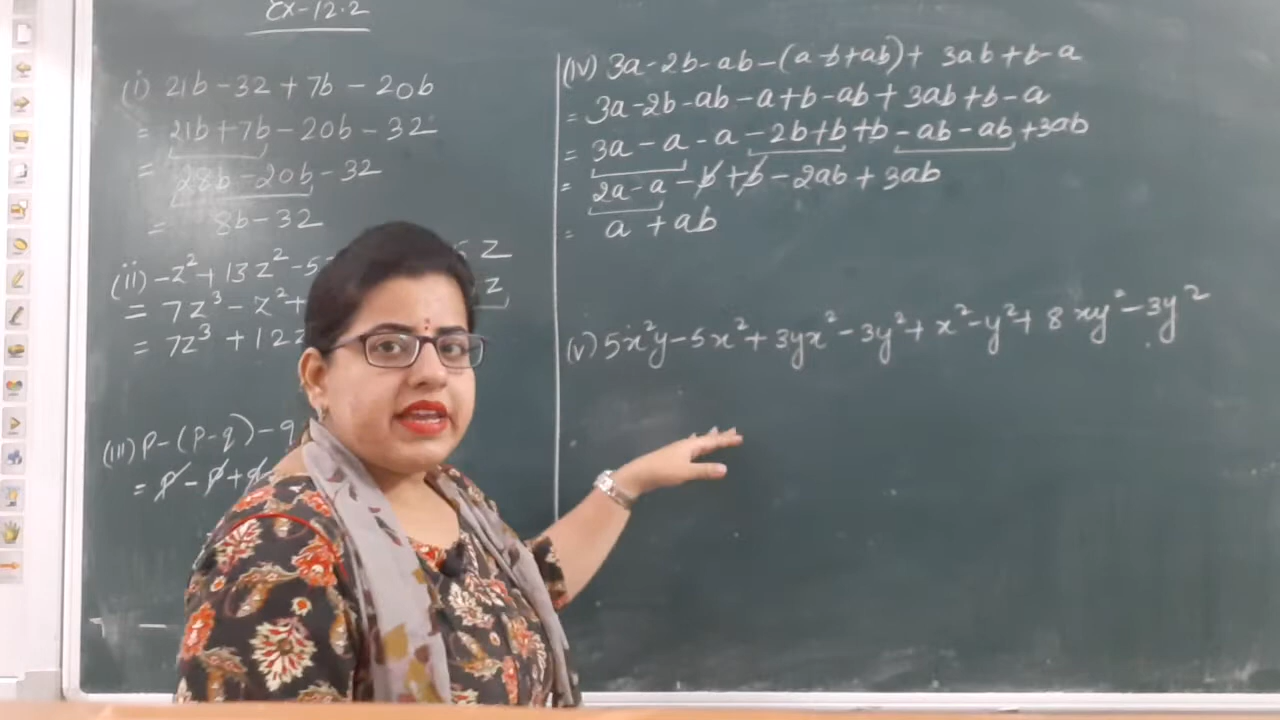 Ex-12.2
(i) 21b - 32 + 7b - 20b
= 21b + 7b - 20b - 32
= 28b - 20b - 32
= 8b - 32
(ii) -z² + 13z² - 5 z
= 7z³ - z² + z
= 7z³ + 12z
(iii) p - (p - q) - q
= p - p + q -
(iv) 3a - 2b - ab - (a - b + ab) + 3ab + b - a
= 3a - 2b - ab - a + b - ab + 3ab + b - a
= 3a - a - a - 2b + b + b - ab - ab + 3ab
= 2a - a - b + b - 2ab + 3ab
= a + ab
(v) 5x²y - 5x² + 3yx² - 3y² + x² - y² + 8xy² - 3y²